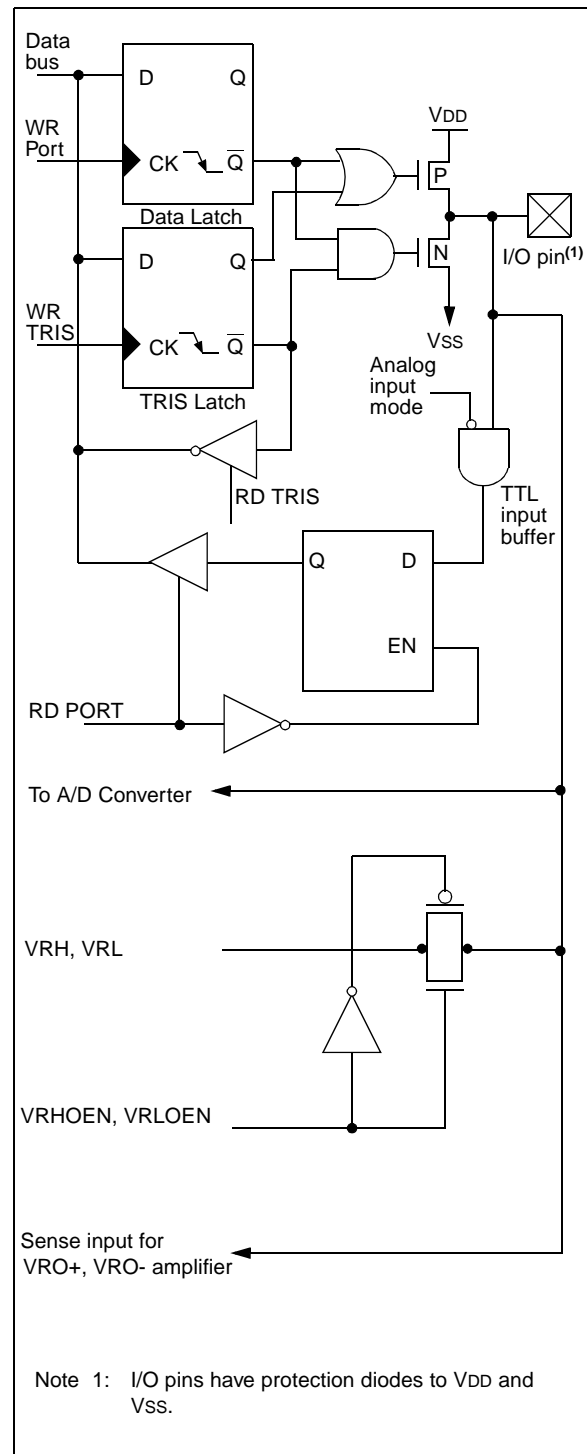 Data
bus
D Q
WR
Port
CK Q
Data Latch
VDD
P
I/O pin(1)
D Q
N
WR
TRIS
CK Q
TRIS Latch
VSS
Analog
input
mode
RD TRIS
TTL
input
buffer
Q D
EN
RD PORT
To A/D Converter
VRH, VRL
VRHOEN, VRLOEN
Sense input for
VRO+, VRO- amplifier
Note 1: I/O pins have protection diodes to VDD and
VSS.